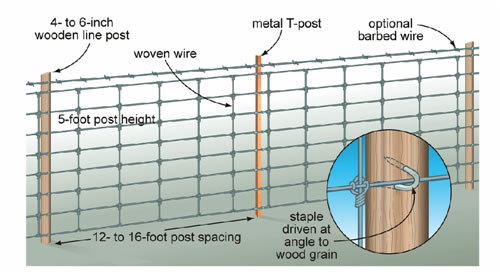 4- to 6-inch
wooden line post
metal T-post
optional
barbed wire
woven wire
5-foot post height
12- to 16-foot post spacing
staple
driven at
angle to
wood grain